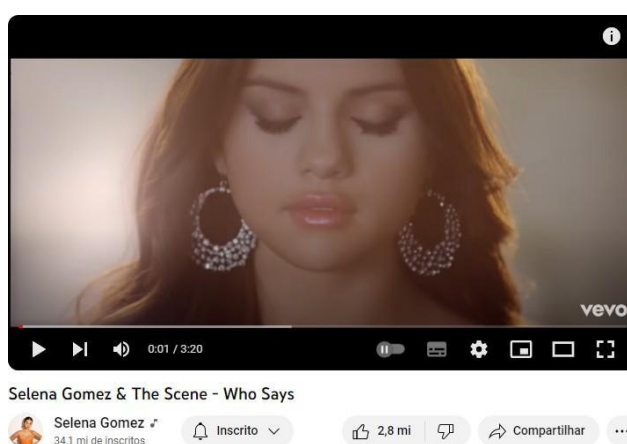 vevo
0:01 / 3:20
Selena Gomez & The Scene - Who Says
Selena Gomez
34,1 mi de inscritos
Inscrito
2,8 mi
Compartilhar